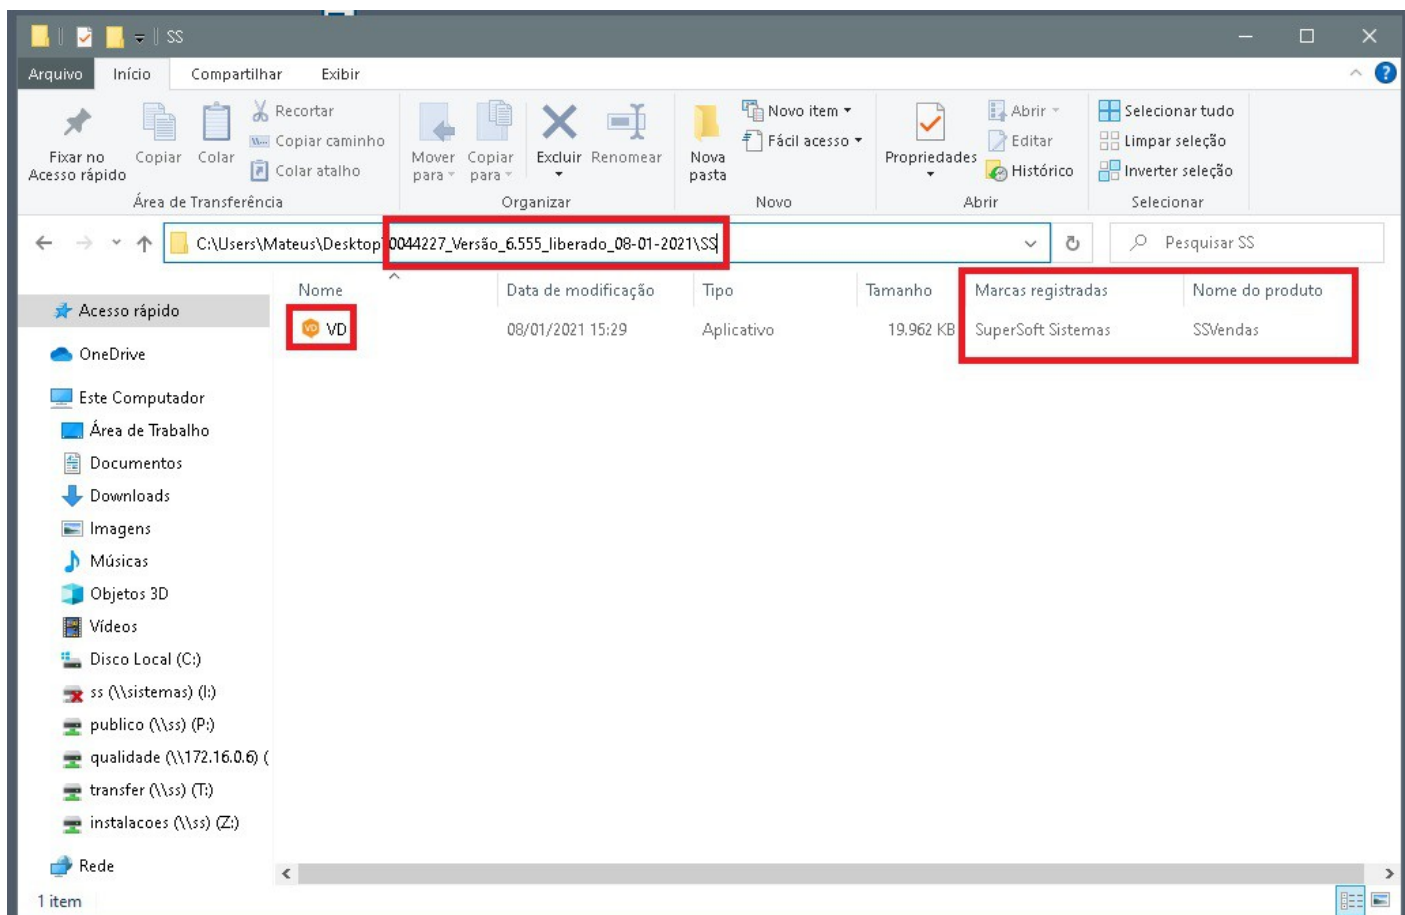 SS
Arquivo Início Compartilhar Exibir
Fixar no Acesso rápido
Copiar
Colar
Recortar
Copiar caminho
Colar atalho
Área de Transferência
Mover para
Copiar para
Excluir
Renomear
Organizar
Nova pasta
Novo item
Fácil acesso
Novo
Propriedades
Abrir
Editar
Histórico
Abrir
Selecionar tudo
Limpar seleção
Inverter seleção
Selecionar
C:\Users\Mateus\Desktop\0044227_Versão_6.555_liberado_08-01-2021\SS
Pesquisar SS
Nome Data de modificação Tipo Tamanho Marcas registradas Nome do produto
VD 08/01/2021 15:29 Aplicativo 19.962 KB SuperSoft Sistemas SSVendas
Acesso rápido
OneDrive
Este Computador
Área de Trabalho
Documentos
Downloads
Imagens
Músicas
Objetos 3D
Vídeos
Disco Local (C:)
ss (\\sistemas) (I:)
publico (\\ss) (P:)
qualidade (\\172.16.0.6) (
transfer (\\ss) (T:)
instalacoes (\\ss) (Z:)
Rede
1 item